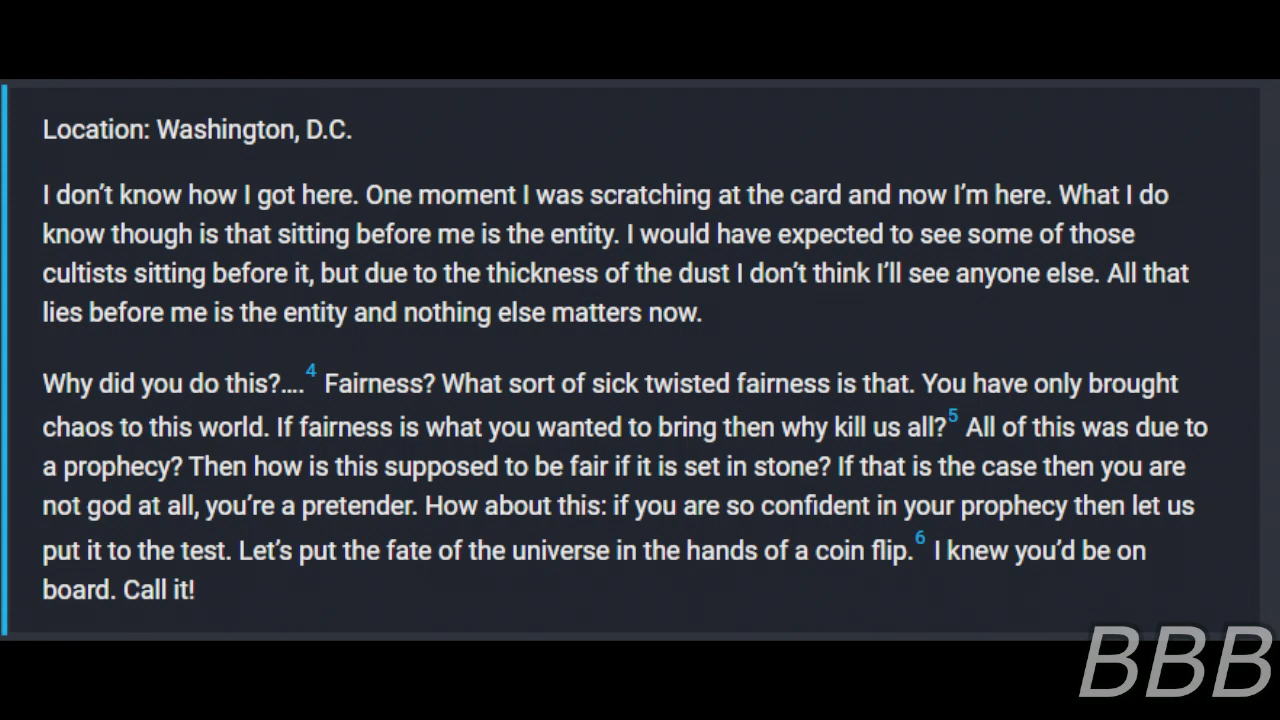 Location: Washington, D.C.
I don’t know how I got here. One moment I was scratching at the card and now I’m here. What I do
know though is that sitting before me is the entity. I would have expected to see some of those
cultists sitting before it, but due to the thickness of the dust I don’t think I’ll see anyone else. All that
lies before me is the entity and nothing else matters now.
Why did you do this?....4 Fairness? What sort of sick twisted fairness is that. You have only brought
chaos to this world. If fairness is what you wanted to bring then why kill us all?5 All of this was due to
a prophecy? Then how is this supposed to be fair if it is set in stone? If that is the case then you are
not god at all, you’re a pretender. How about this: if you are so confident in your prophecy then let us
put it to the test. Let’s put the fate of the universe in the hands of a coin flip.6 I knew you’d be on
board. Call it!
BBB